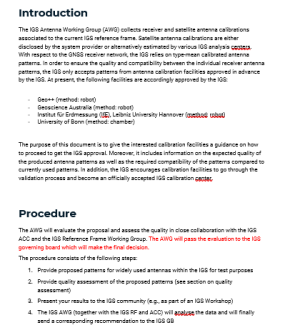 Introduction
The IGS Antenna Working Group (AWG) collects receiver and satellite antenna calibrations
associated to the current IGS reference frame. Satellite antenna calibrations are either
disclosed by the system provider or alternatively estimated by various IGS analysis centers.
With respect to the GNSS receiver network, the IGS relies on type-mean calibrated antenna
patterns. In order to ensure the quality and compatibility between the individual receiver antenna
patterns, the IGS only accepts patterns from antenna calibration facilities approved in advance
by the IGS. At present, the following facilities are accordingly approved by the IGS:
- Geo++ (method: robot)
- Geoscience Australia (method: robot)
- Institut für Erdmessung (IfE), Leibniz University Hannover (method: robot)
- University of Bonn (method: chamber)
The purpose of this document is to give the interested calibration facilities a guidance on how
to proceed to get the IGS approval. Moreover, it includes information on the expected quality of
the produced antenna patterns as well as the required compatibility of the patterns compared to
currently used patterns. In addition, the IGS encourages calibration facilities to go through the
validation process and become an officially accepted IGS calibration center.
Procedure
The AWG will evaluate the proposal and assess the quality in close collaboration with the IGS
ACC and the IGS Reference Frame Working Group. The AWG will pass the evaluation to the IGS
governing board which will make the final decision.
The procedure consists of the following steps:
1. Provide proposed patterns for widely used antennas within the IGS for test purposes
2. Provide quality assessment of the proposed patterns (see section on quality
assessment)
3. Present your results to the IGS community (e.g., as part of an IGS Workshop)
4. The IGS AWG (together with the IGS RF and ACC) will analyse the data and will finally
send a corresponding recommendation to the IGS GB